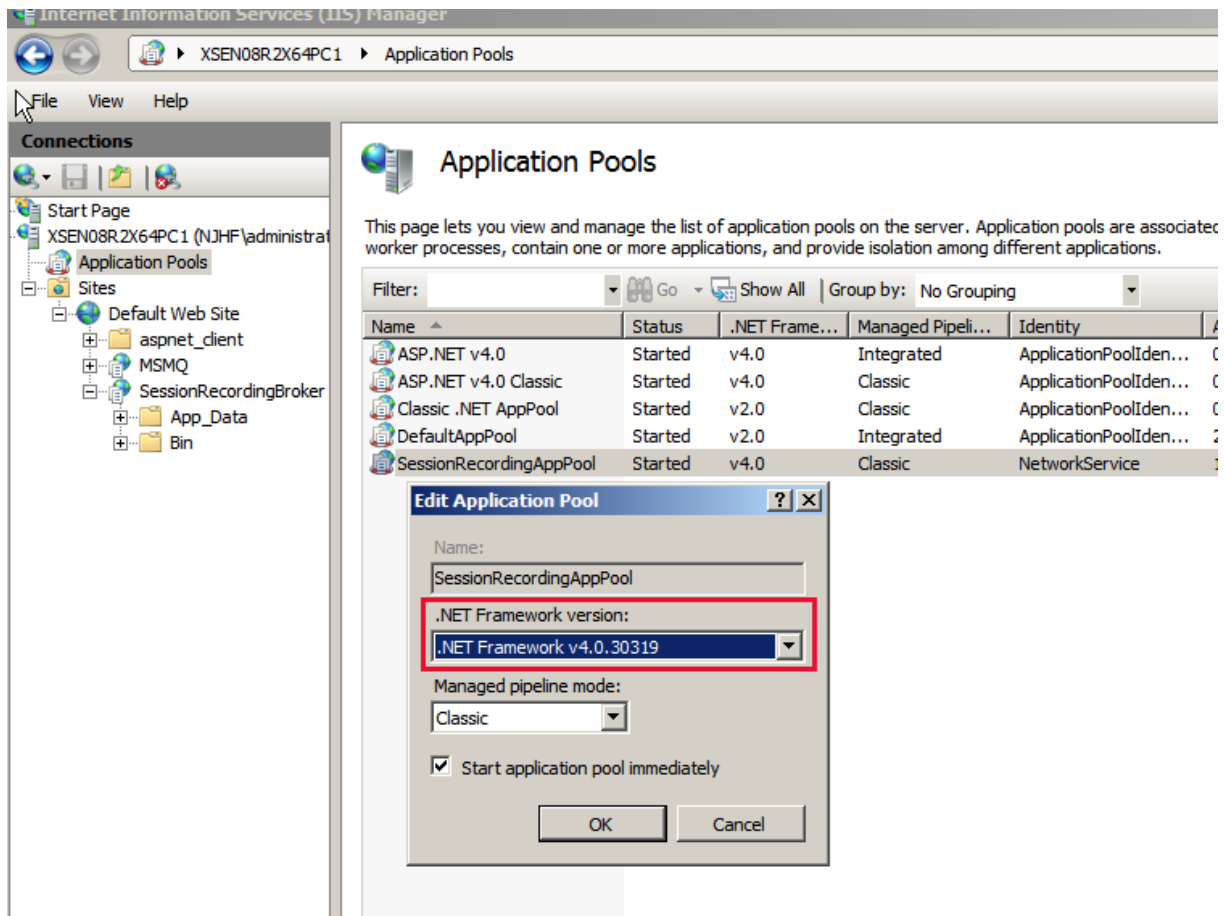 Internet Information Services (IIS) Manager
XSEN08R2X64PC1 Application Pools
File View Help
Connections
Start Page
XSEN08R2X64PC1 (NJHF\administrat
Application Pools
Sites
Default Web Site
aspnet_client
MSMQ
SessionRecordingBroker
App_Data
Bin
Application Pools
This page lets you view and manage the list of application pools on the server. Application pools are associated
worker processes, contain one or more applications, and provide isolation among different applications.
Filter: Go Show All Group by: No Grouping
Name Status .NET Frame... Managed Pipeli... Identity
ASP.NET v4.0 Started v4.0 Integrated ApplicationPoolIden...
ASP.NET v4.0 Classic Started v4.0 Classic ApplicationPoolIden...
Classic .NET AppPool Started v2.0 Classic ApplicationPoolIden...
DefaultAppPool Started v2.0 Integrated ApplicationPoolIden... 2
SessionRecordingAppPool Started v4.0 Classic NetworkService
Edit Application Pool
Name:
SessionRecordingAppPool
.NET Framework version:
.NET Framework v4.0.30319
Managed pipeline mode:
Classic
Start application pool immediately
OK Cancel